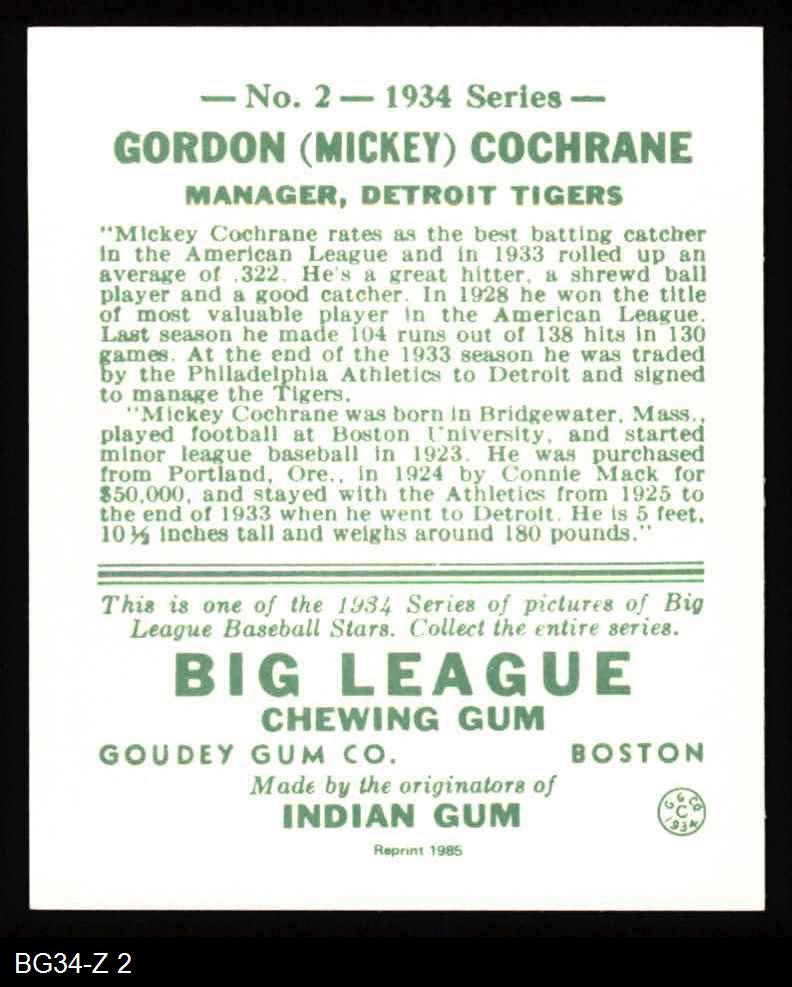 — No. 2 — 1934 Series —
GORDON (MICKEY) COCHRANE
MANAGER, DETROIT TIGERS
"Mickey Cochrane rates as the best batting catcher
in the American League and in 1933 rolled up an
average of .322. He's a great hitter, a shrewd ball
player and a good catcher. In 1928 he won the title
of most valuable player in the American League.
Last season he made 104 runs out of 138 hits in 130
games. At the end of the 1933 season he was traded
by the Philadelphia Athletics to Detroit and signed
to manage the Tigers.
"Mickey Cochrane was born in Bridgewater, Mass.,
played football at Boston University, and started
minor league baseball in 1923. He was purchased
from Portland, Ore., in 1924 by Connie Mack for
$50,000, and stayed with the Athletics from 1925 to
the end of 1933 when he went to Detroit. He is 5 feet,
10 ½ inches tall and weighs around 180 pounds."
This is one of the 1934 Series of pictures of Big
League Baseball Stars. Collect the entire series.
BIG LEAGUE
CHEWING GUM
GOUDEY GUM CO. BOSTON
Made by the originators of
INDIAN GUM
G G CO
C
1934
Reprint 1985
BG34-Z 2